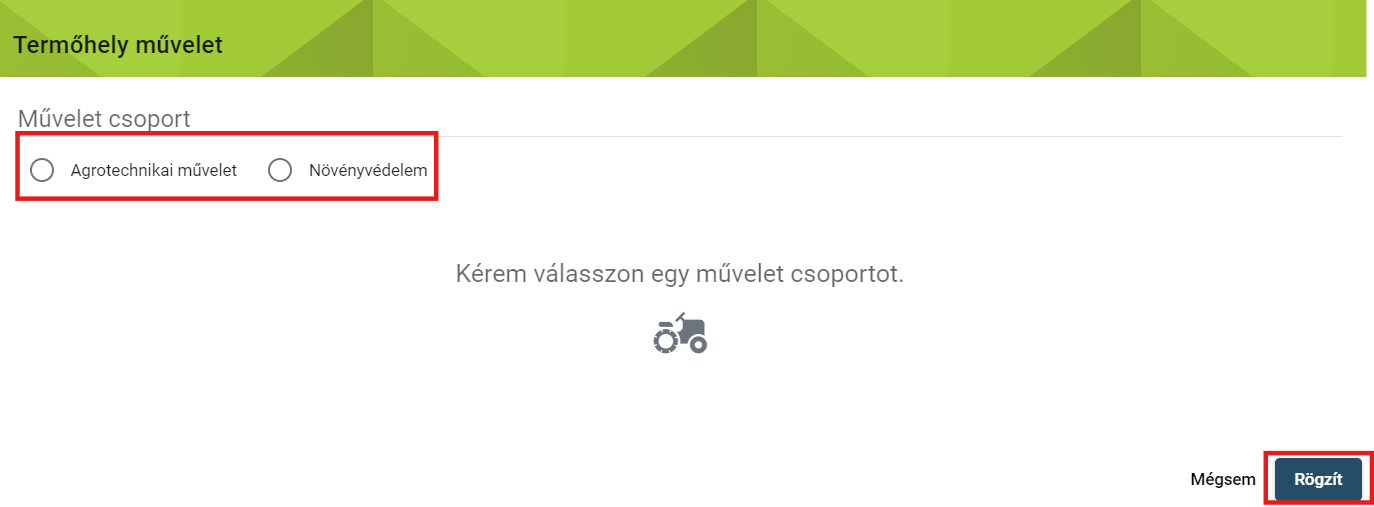 Termőhely művelet
Művelet csoport
Agrotechnikai művelet Növényvédelem
Kérem válasszon egy művelet csoportot.
Mégsem Rögzít